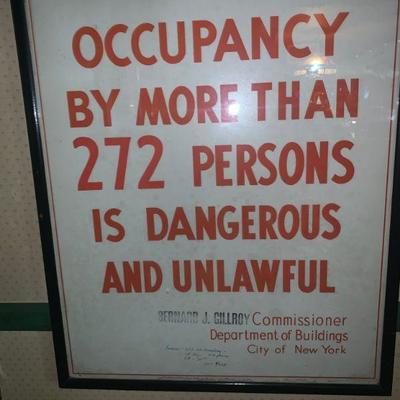 OCCUPANCY
BY MORE THAN
272 PERSONS
IS DANGEROUS
AND UNLAWFUL
BERNARD J. GILLROY Commissioner
Department of Buildings
City of New York